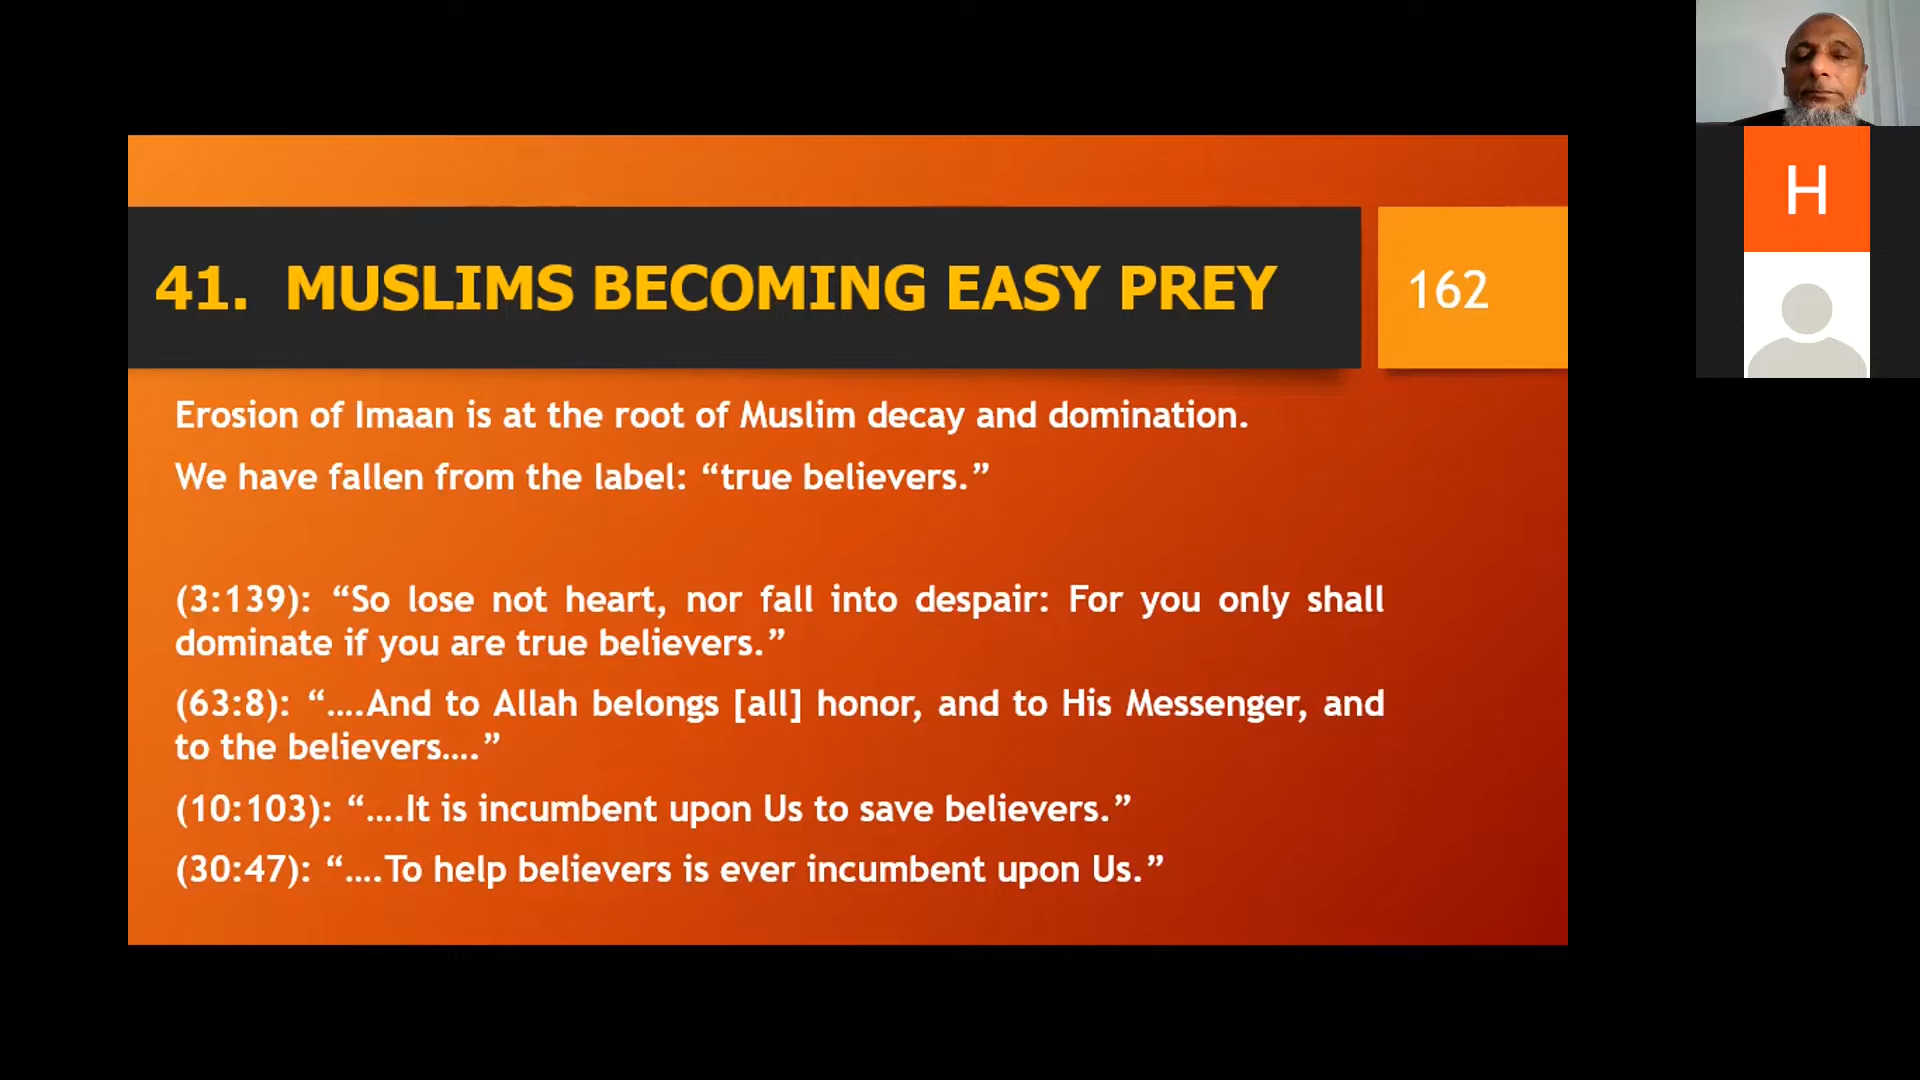 41. MUSLIMS BECOMING EASY PREY
162
Erosion of Imaan is at the root of Muslim decay and domination.
We have fallen from the label: “true believers.”
(3:139): “So lose not heart, nor fall into despair: For you only shall
dominate if you are true believers.”
(63:8): “....And to Allah belongs [all] honor, and to His Messenger, and
to the believers....”
(10:103): “....It is incumbent upon Us to save believers.”
(30:47): “....To help believers is ever incumbent upon Us.”
H